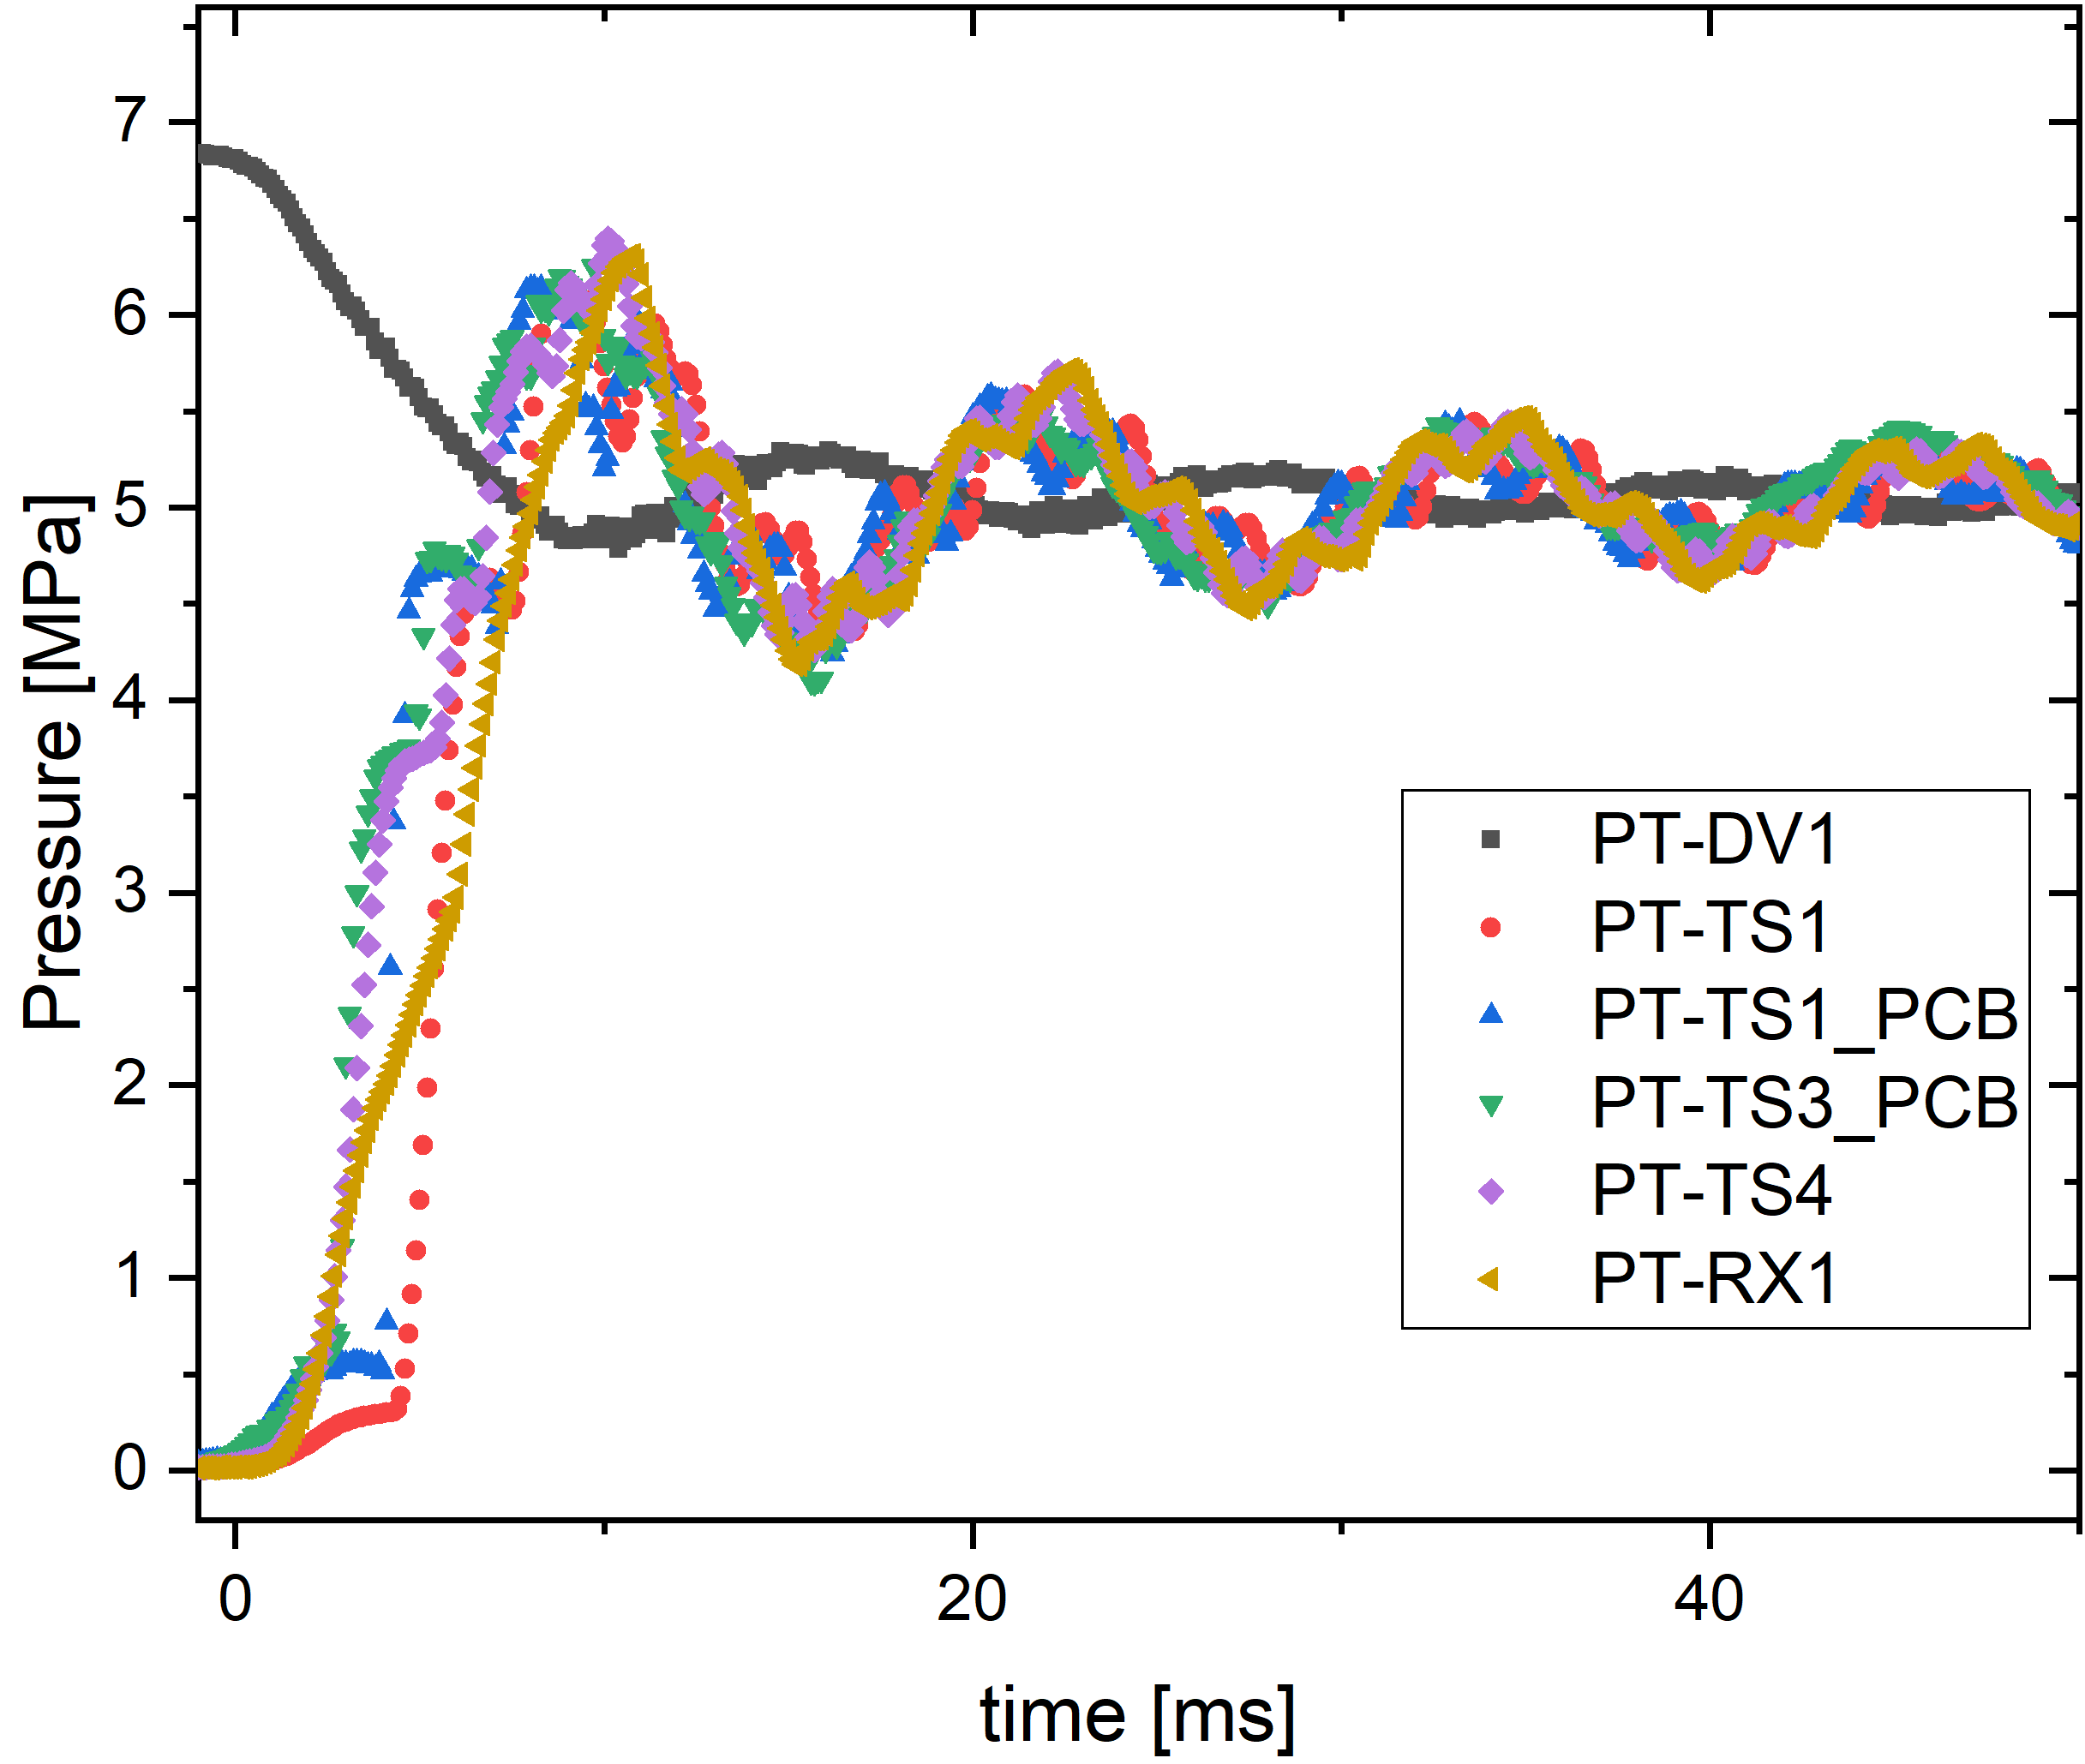 Pressure [MPa]
7
6
5
4
3
2
1
0
0 20 40
time [ms]
PT-DV1
PT-TS1
PT-TS1_PCB
PT-TS3_PCB
PT-TS4
PT-RX1